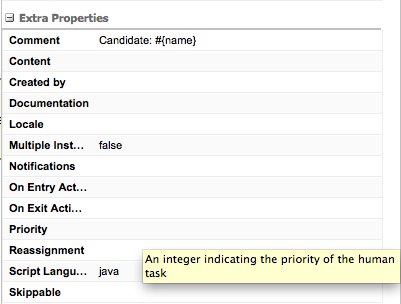 Extra Properties
Comment Candidate: #{name}
Content
Created by
Documentation
Locale
Multiple Inst... false
Notifications
On Entry Act...
On Exit Acti...
Priority
Reassignment
An integer indicating the priority of the human
Script Langu... java
task
Skippable